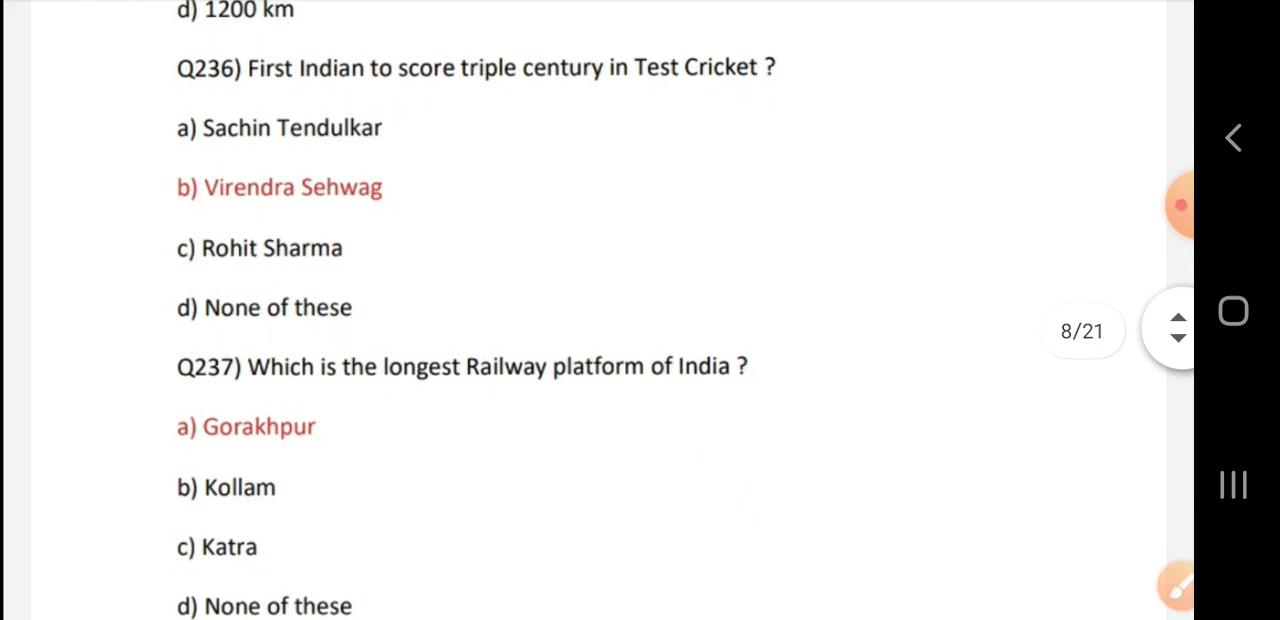 d) 1200 km
Q236) First Indian to score triple century in Test Cricket ?
a) Sachin Tendulkar
b) Virendra Sehwag
c) Rohit Sharma
d) None of these
Q237) Which is the longest Railway platform of India ?
a) Gorakhpur
b) Kollam
c) Katra
d) None of these
8/21